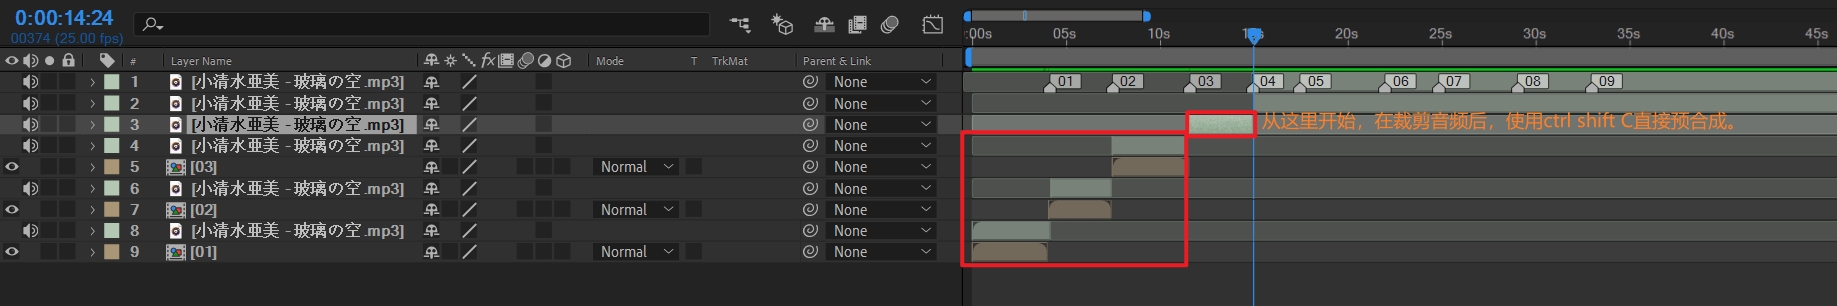 0:00:14:24
00374 (25.00 fps)
:00s 05s 10s 15s 20s 25s 30s 35s 40s 45s
# Layer Name fx Mode T TrkMat Parent & Link
1 [小清水亜美 - 玻璃の空.mp3] None 01 02 03 04 05 06 07 08 09
2 [小清水亜美 - 玻璃の空.mp3] None
3 [小清水亜美 - 玻璃の空.mp3] None 从这里开始，在裁剪音频后，使用ctrl shift C直接预合成。
4 [小清水亜美 - 玻璃の空.mp3] None
5 [03] Normal None
6 [小清水亜美 - 玻璃の空.mp3] None
7 [02] Normal None
8 [小清水亜美 - 玻璃の空.mp3] None
9 [01] Normal None